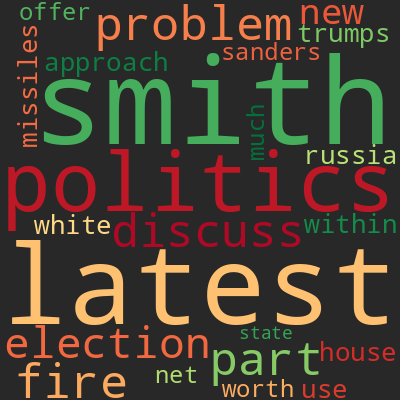 offer
problem
new
trumps
missiles
approach
sanders
smith
much
russia
politics
white
discuss
within
latest
election
state
part
house
fire
net
worth
use